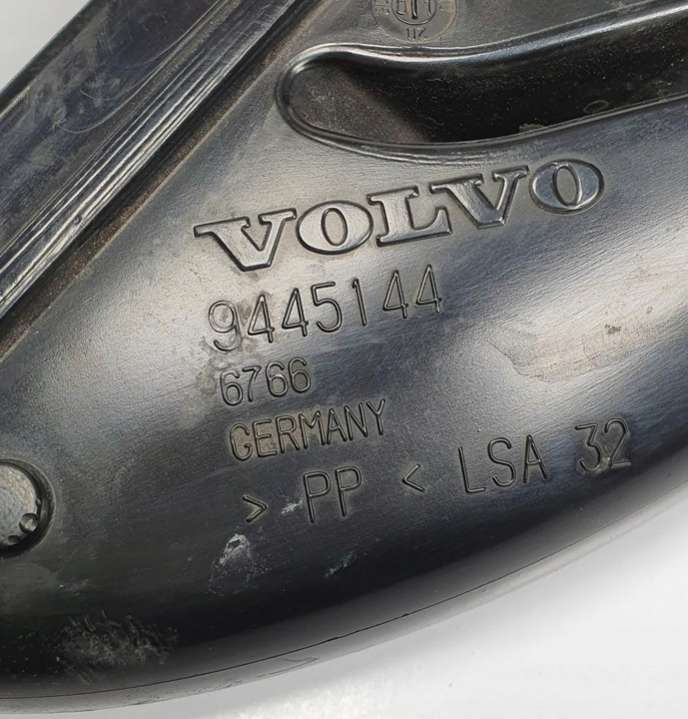 VOLVO
9445144
6766
GERMANY
> PP < LSA 32